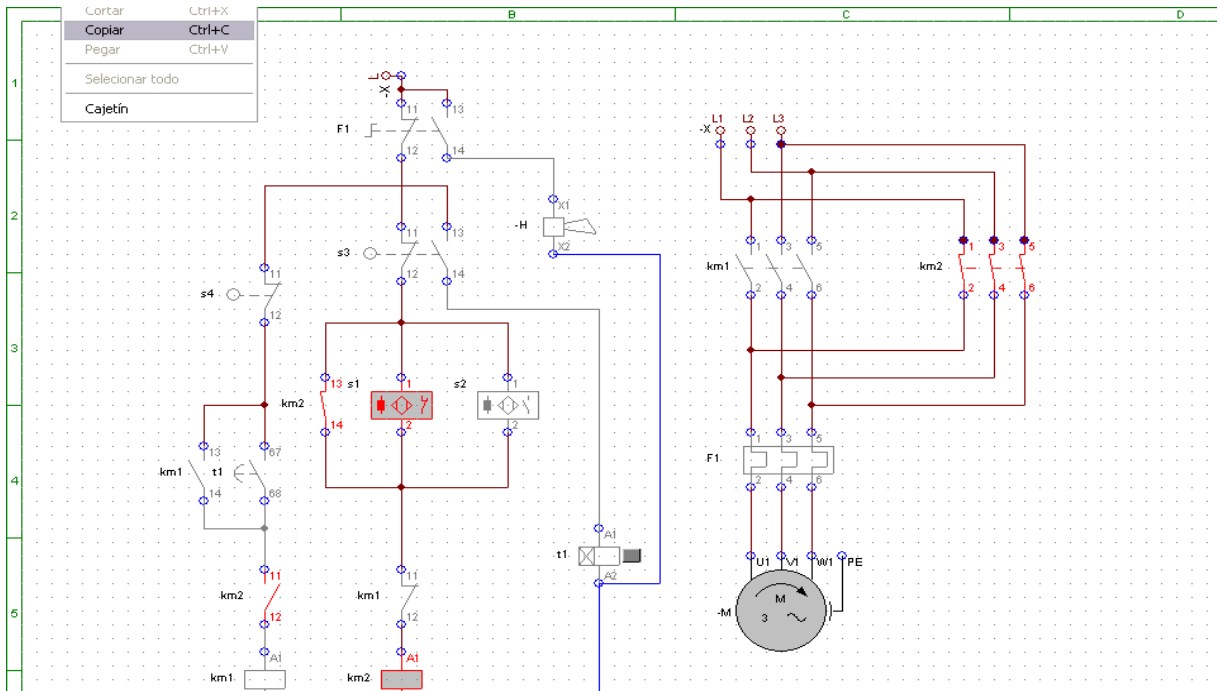 Cortar Ctrl+X
Copiar Ctrl+C
Pegar Ctrl+V
Selecionar todo
Cajetín
B C D
1
2
3
4
5
L
-X
11 13
F1
12 14
X1
-H
X2
11 13
s3
12 14
11
s4
12
13 s1 1 s2 1
km2
14 2 2
13 67
km1 t1
14 68
A1
t1
A2
11 11
km2 km1
12 12
A1 A1
km1 km2
L1 L2 L3
-X
1 3 5 1 3 5
km1 km2
2 4 6 2 4 6
1 3 5
F1
2 4 6
U1 V1 W1 PE
M
-M
3